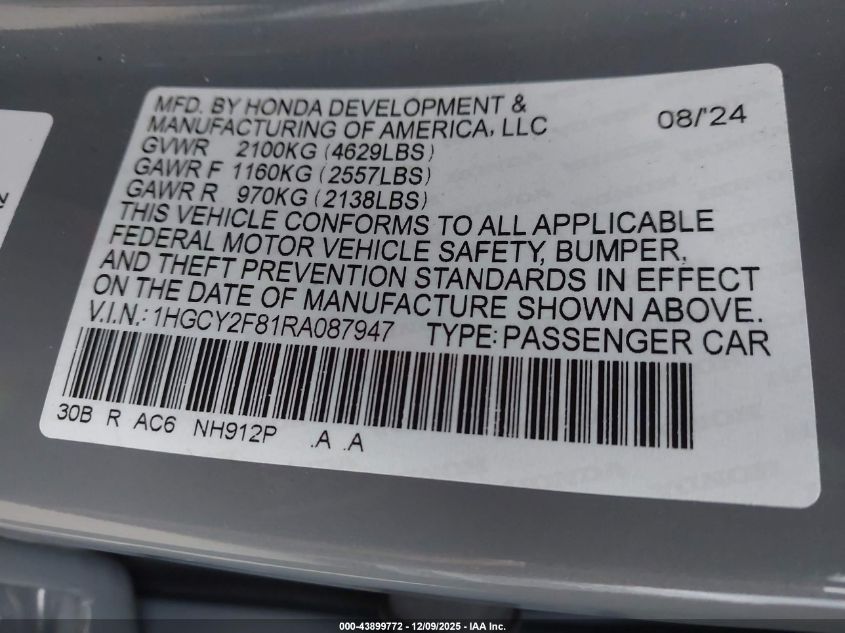 MFD. BY HONDA DEVELOPMENT &
MANUFACTURING OF AMERICA, LLC
08/'24
GVWR 2100KG (4629LBS)
GAWR F 1160KG (2557LBS)
GAWR R 970KG (2138LBS)
THIS VEHICLE CONFORMS TO ALL APPLICABLE
FEDERAL MOTOR VEHICLE SAFETY, BUMPER,
AND THEFT PREVENTION STANDARDS IN EFFECT
ON THE DATE OF MANUFACTURE SHOWN ABOVE.
V.I.N.: 1HGCY2F81RA087947 TYPE: PASSENGER CAR
30B R AC6 NH912P .A .A
000-43899772 - 12/09/2025 - IAA Inc.